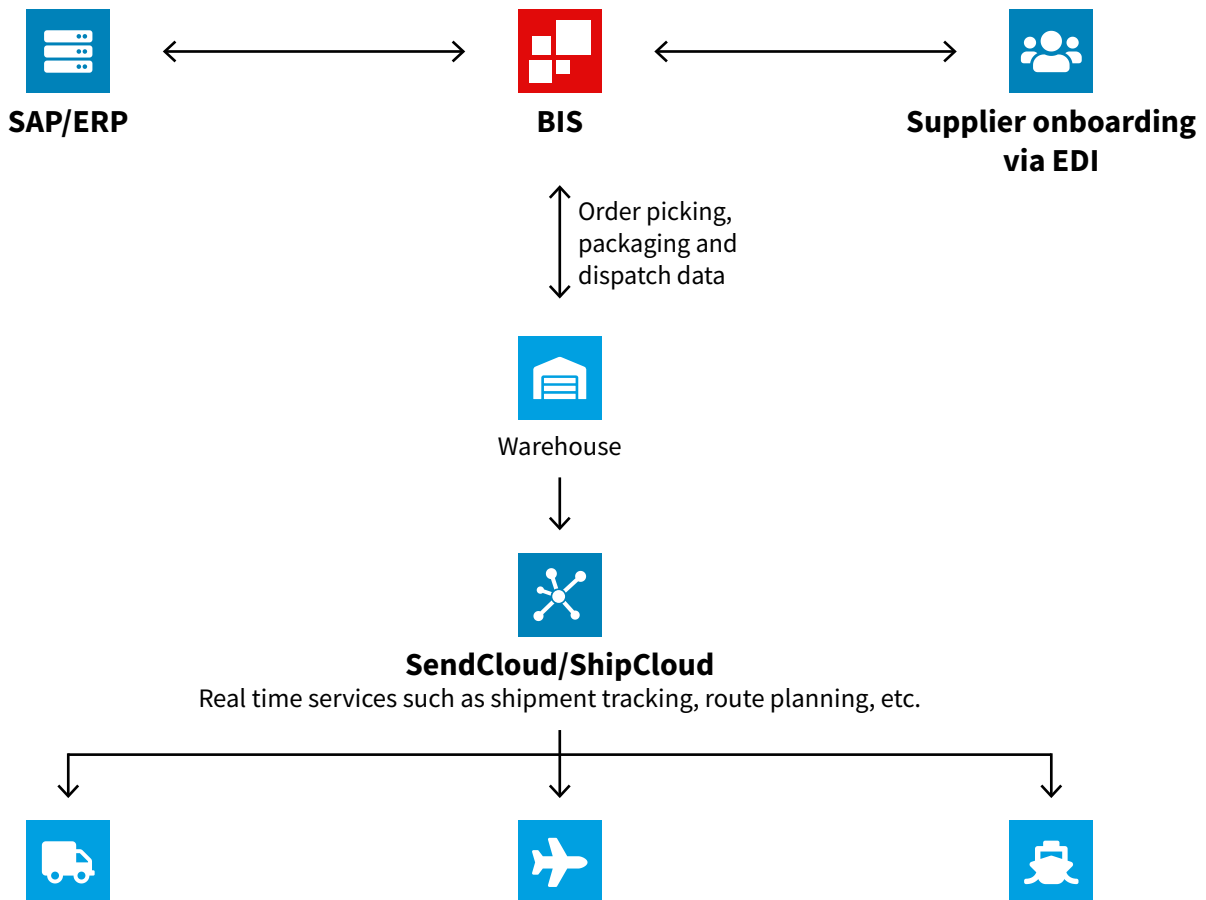 SAP/ERP
BIS
Supplier onboarding
via EDI
Order picking,
packaging and
dispatch data
Warehouse
SendCloud/ShipCloud
Real time services such as shipment tracking, route planning, etc.